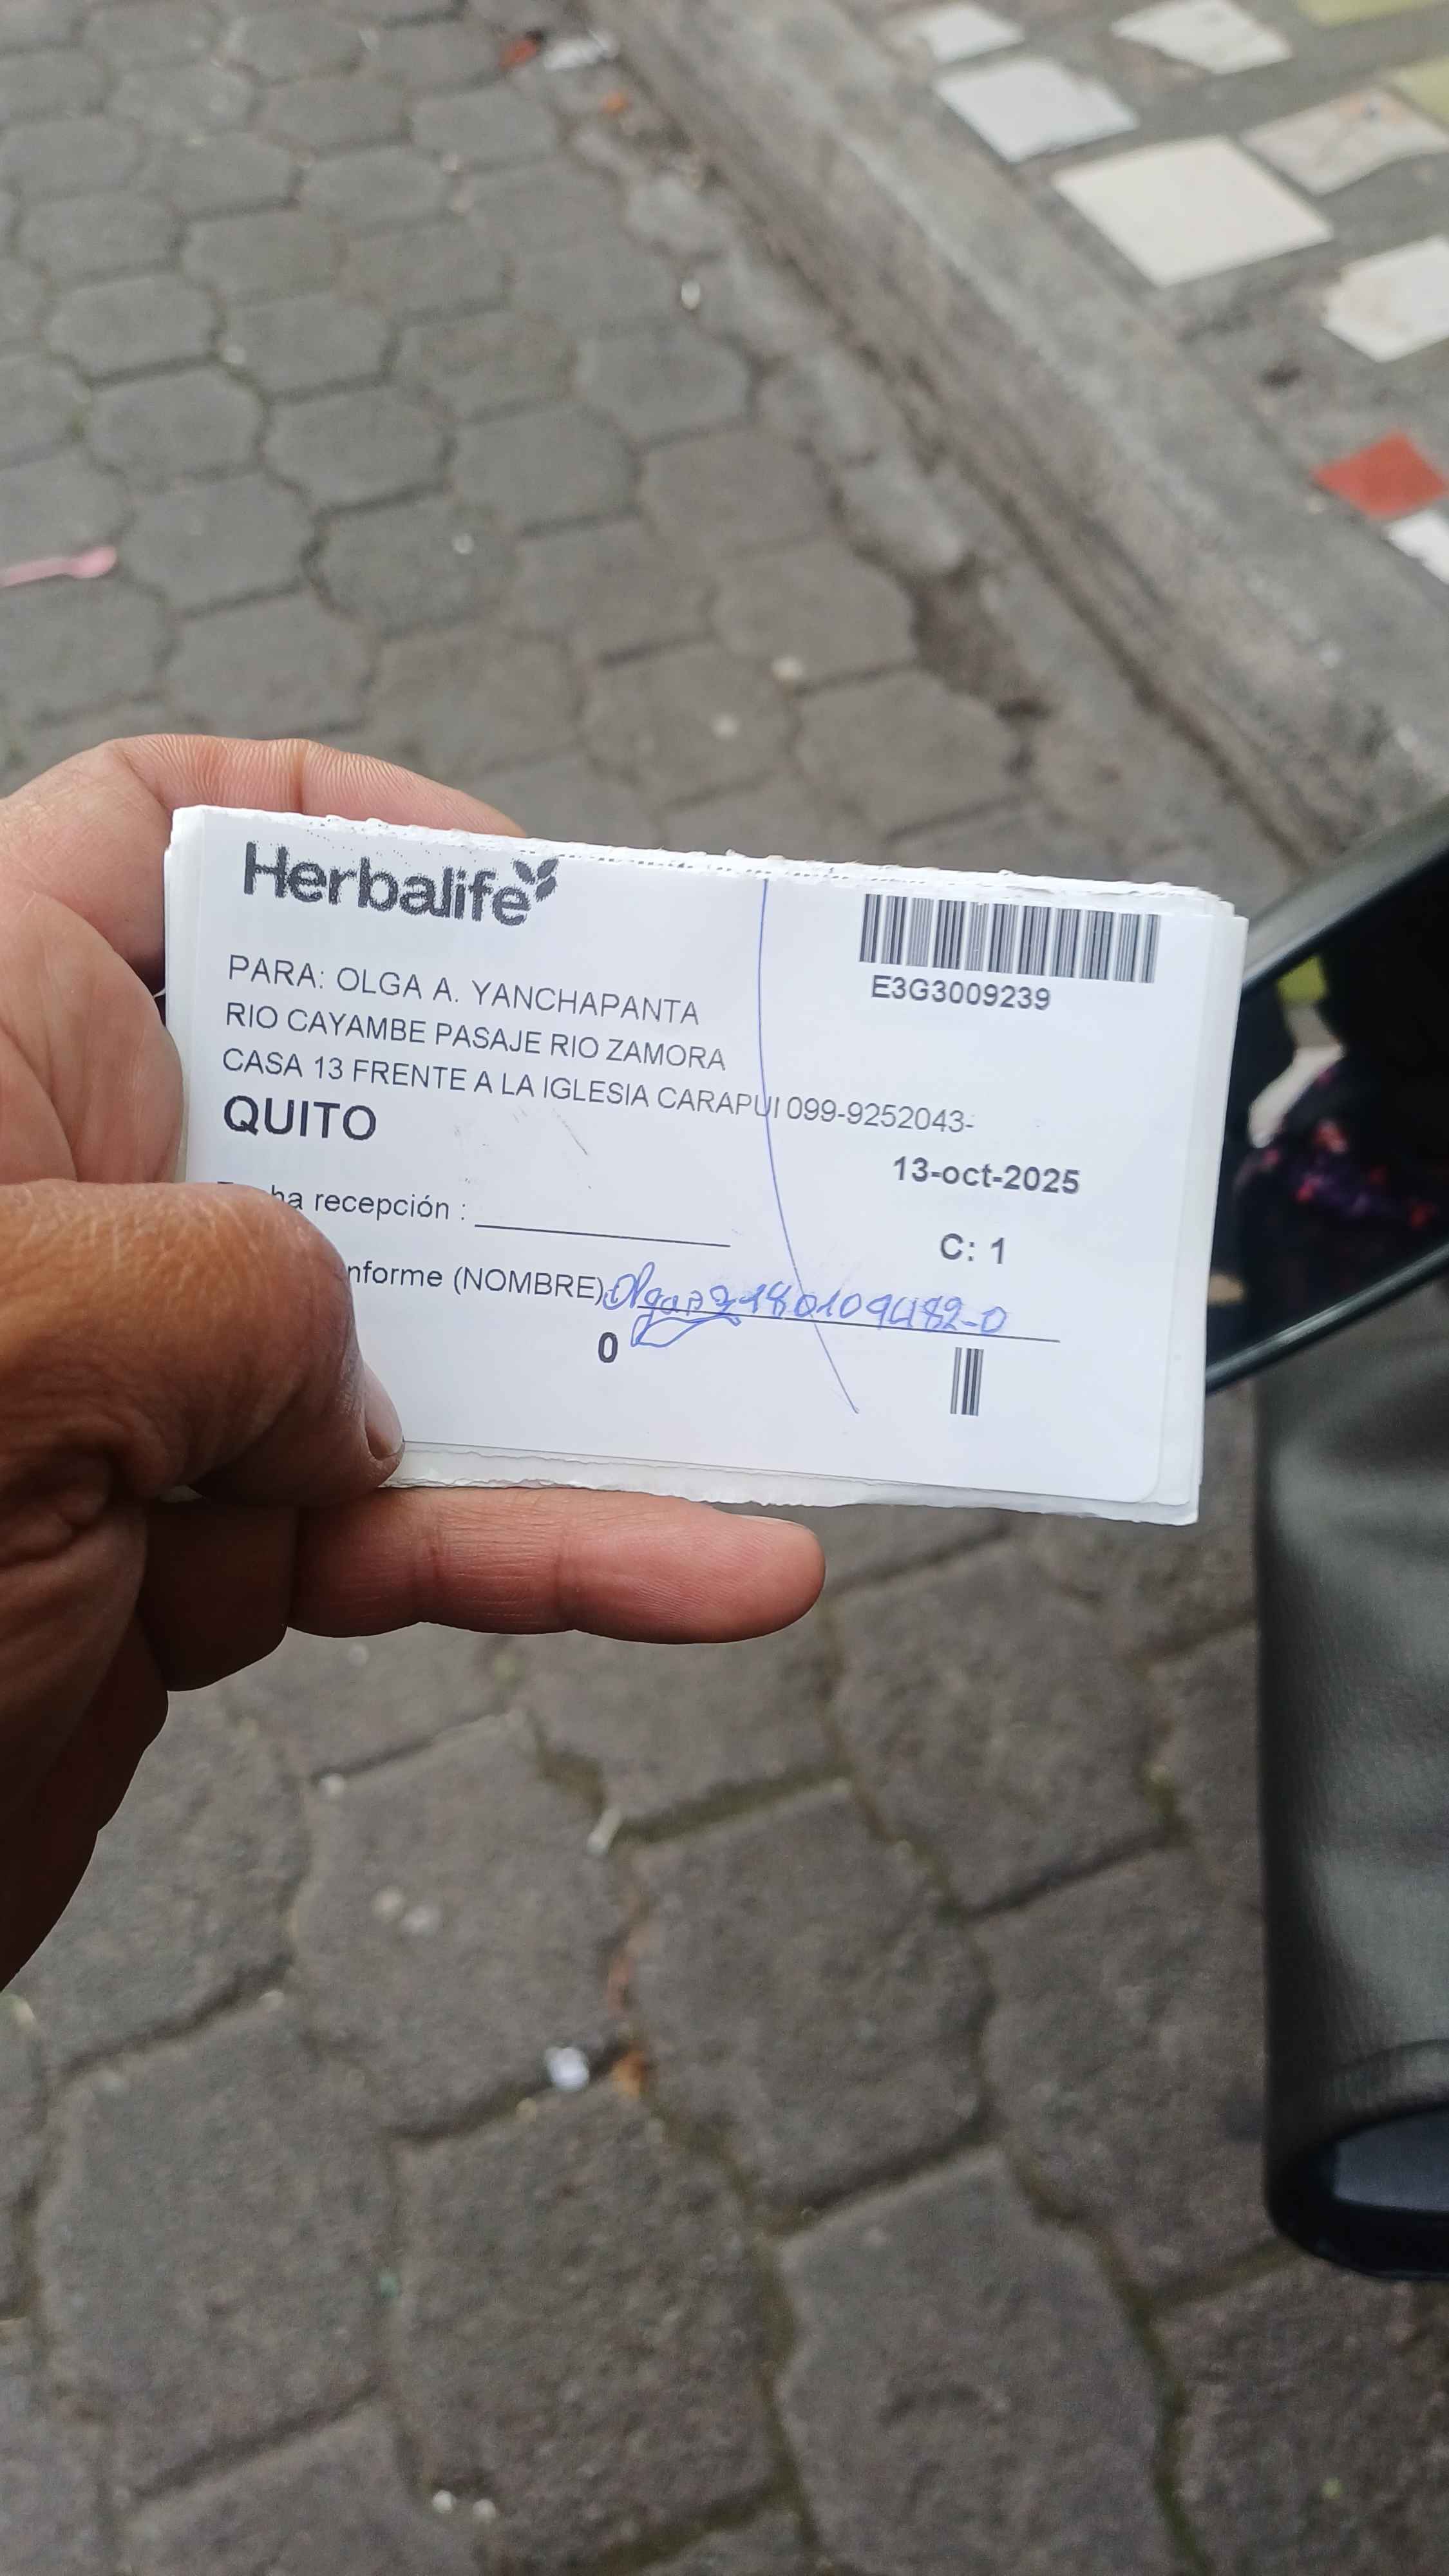 Herbalife
E3G3009239
PARA: OLGA A. YANCHAPANTA
RIO CAYAMBE PASAJE RIO ZAMORA
CASA 13 FRENTE A LA IGLESIA CARAPUI 099-9252043-
QUITO
13-oct-2025
ha recepción :
C: 1
nforme (NOMBRE)
0